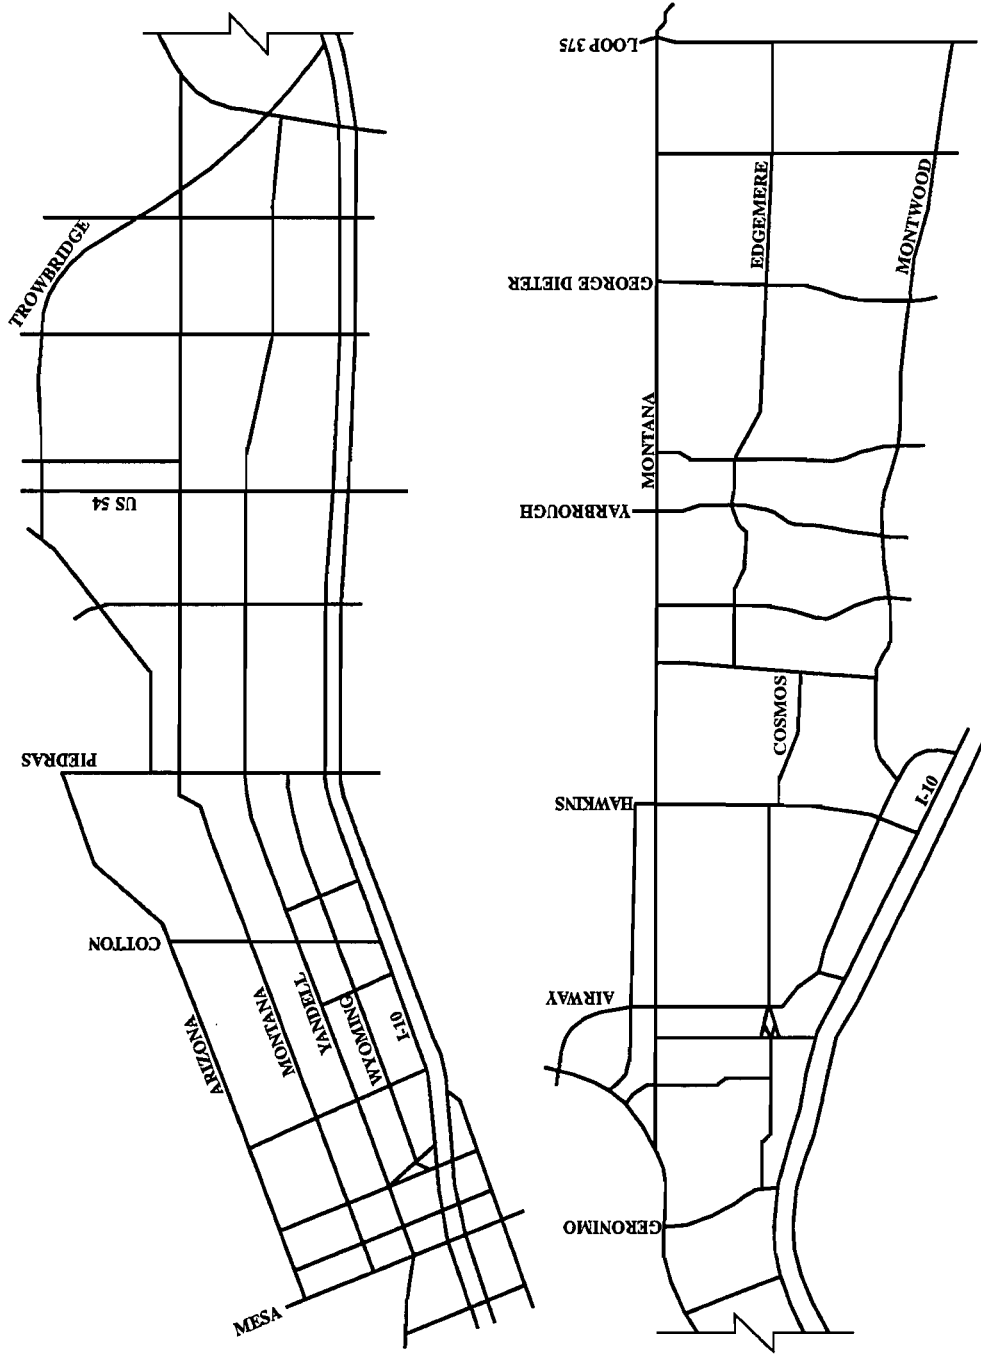 TROWBRIDGE
US 54
PIEDRAS
COTTON
ARIZONA
MONTANA
YANDELL
WYOMING
I-10
MESA
LOOP 375
EDGEMERE
MONTWOOD
GEORGE DIETER
MONTANA
YARBROUGH
COSMOS
HAWKINS
I-10
AIRWAY
GERONIMO